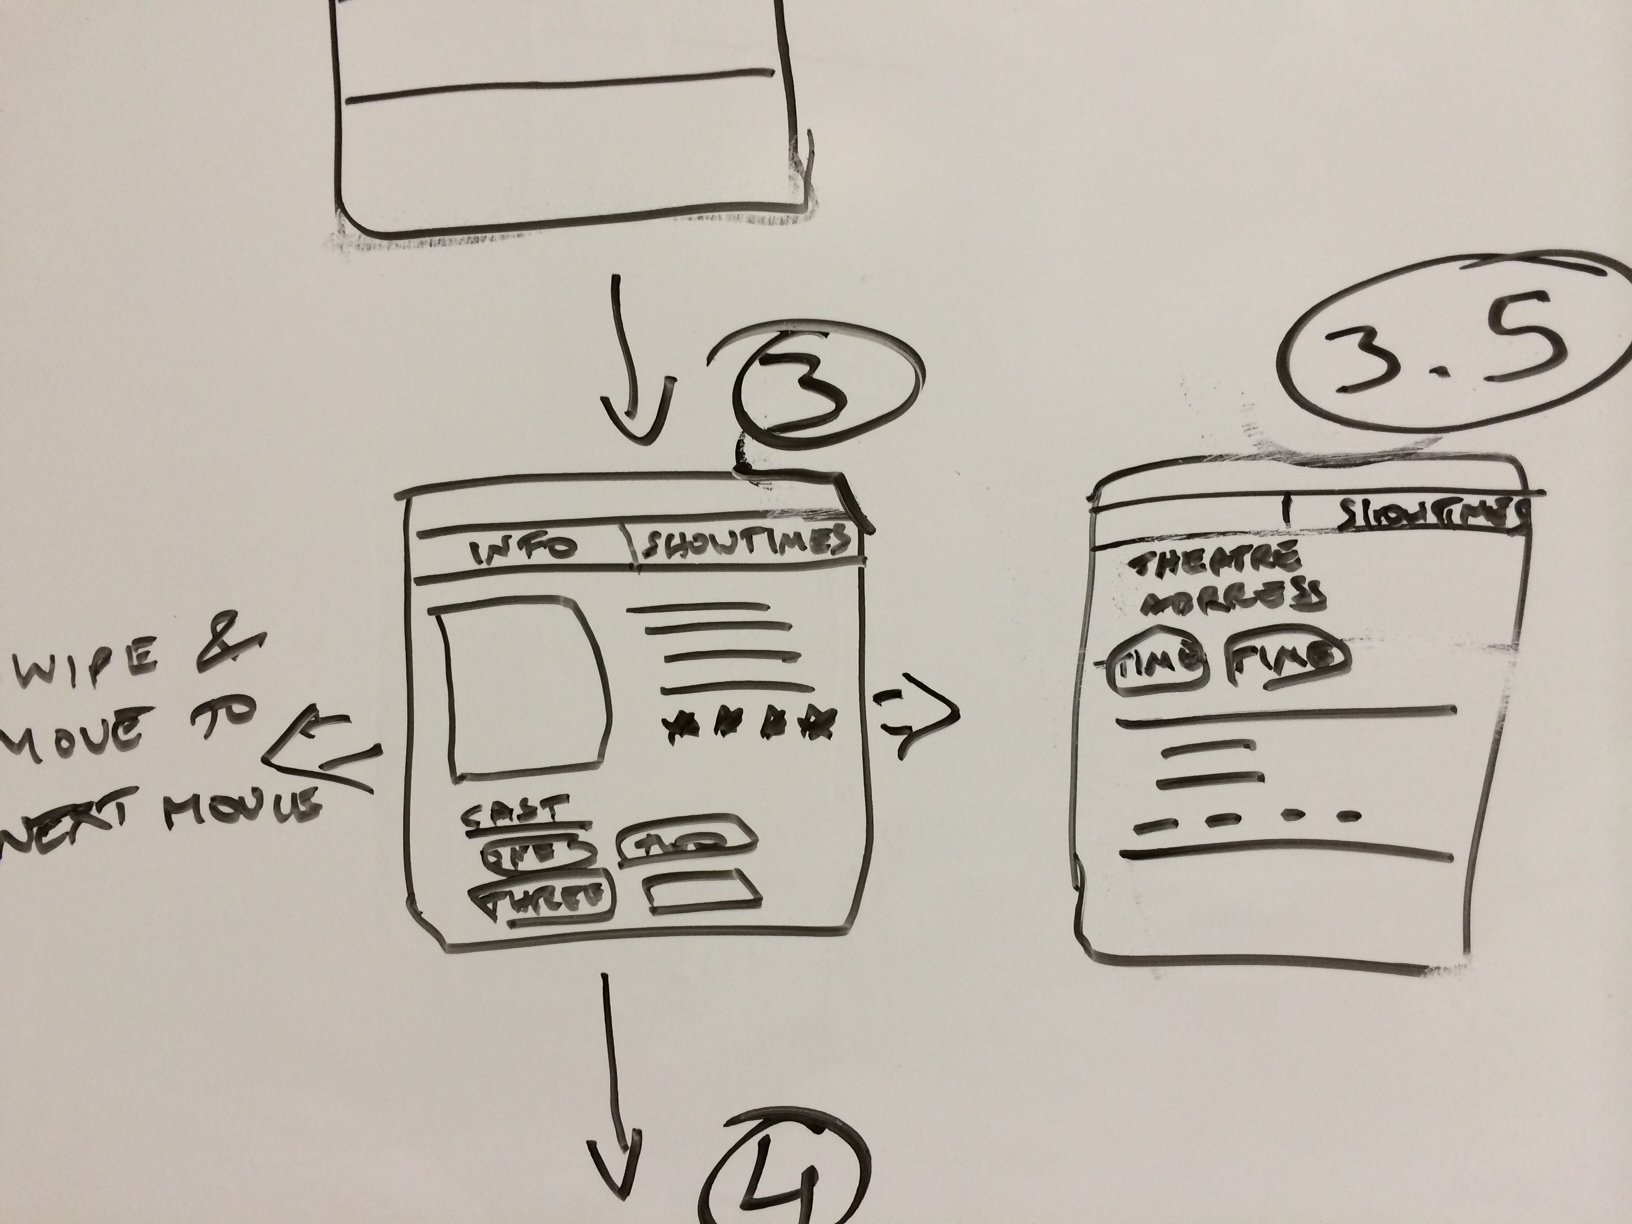 3
3.5
INFO
SHOWTIMES
SHOWTIMES
THEATRE
ADDRESS
TIME TIME
WIPE &
MOVE TO
NEXT MOVIE
CAST
ONE TWO
THREE
4